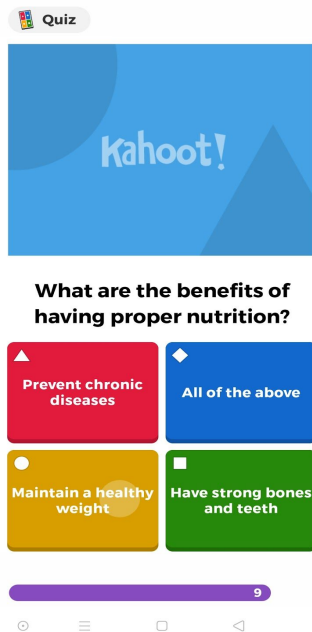 Quiz
Kahoot!
What are the benefits of
having proper nutrition?
Prevent chronic
diseases
All of the above
Maintain a healthy
weight
Have strong bones
and teeth
9